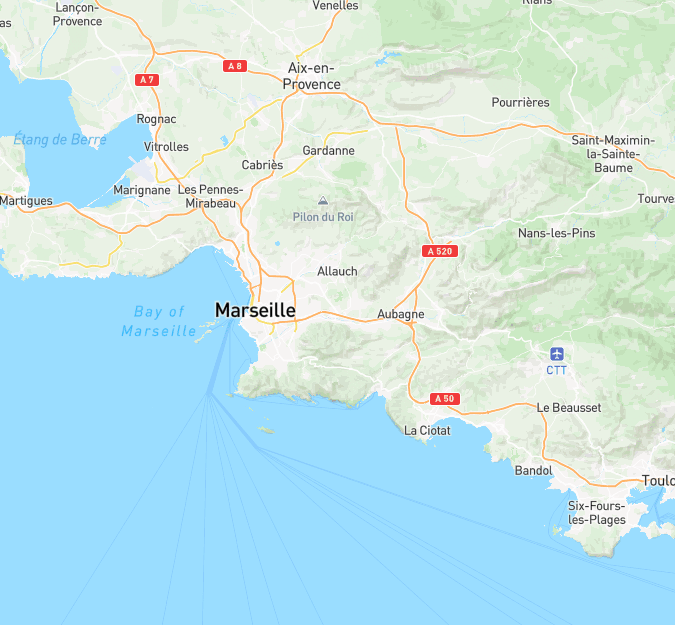 Venelles
Rians
Lançon-
Provence
as
A 8
A 7
Aix-en-
Provence
Pourrières
Rognac
Étang de Berre
Vitrolles
Gardanne
Saint-Maximin-
la-Sainte-
Baume
Cabriès
Marignane
Les Pennes-
Mirabeau
Martigues
Tourve
Pilon du Roi
Nans-les-Pins
A 520
Allauch
Bay of
Marseille
Marseille
Aubagne
CTT
A 50
Le Beausset
La Ciotat
Bandol
Toulo
Six-Fours-
les-Plages